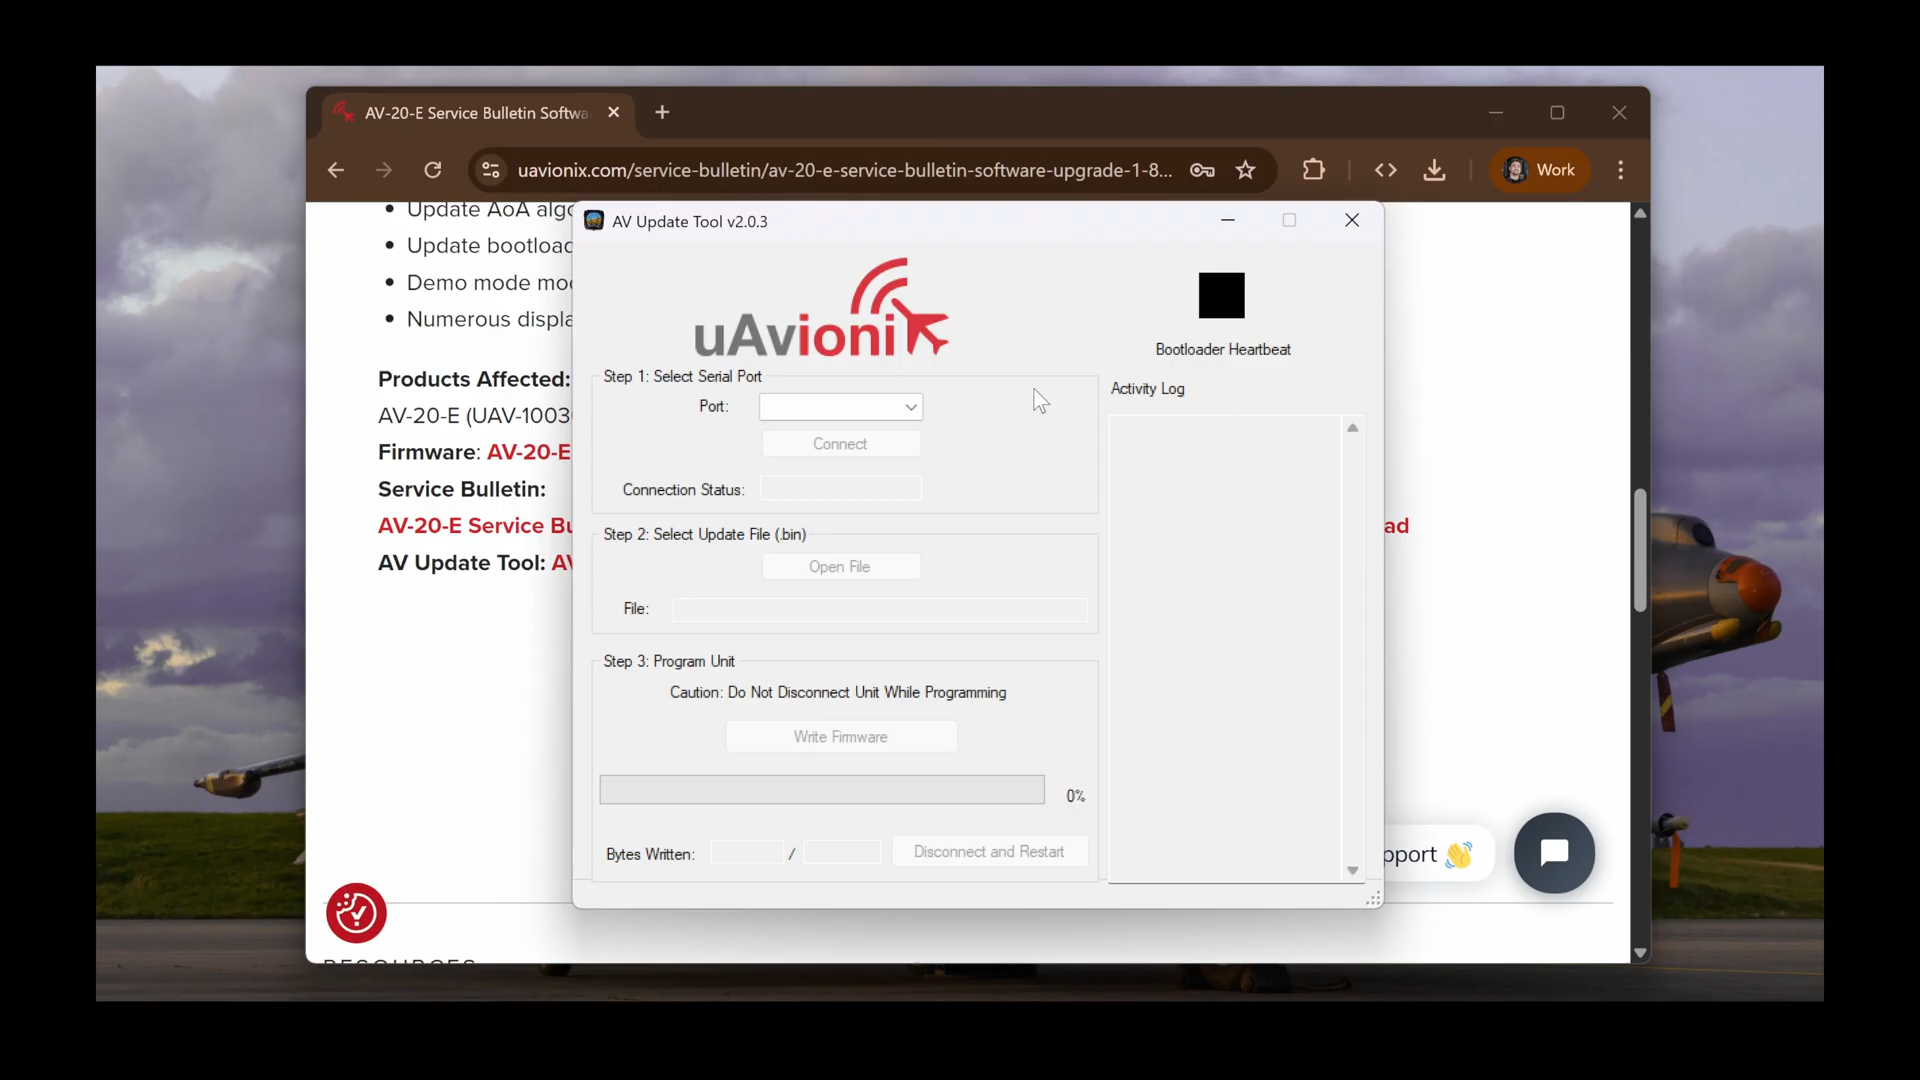 AV-20-E Service Bulletin Softwa
uavionix.com/service-bulletin/av-20-e-service-bulletin-software-upgrade-1-8...
Work
Update AoA algo
Update bootloac
Demo mode mo
Numerous displa
Products Affected:
AV-20-E (UAV-1003
Firmware: AV-20-E
Service Bulletin:
AV-20-E Service Bu
ad
AV Update Tool: AV
pport 👋
AV Update Tool v2.0.3
uAvionix
Bootloader Heartbeat
Step 1: Select Serial Port
Port:
Connect
Connection Status:
Activity Log
Step 2: Select Update File (.bin)
Open File
File:
Step 3: Program Unit
Caution: Do Not Disconnect Unit While Programming
Write Firmware
0%
Bytes Written: /
Disconnect and Restart